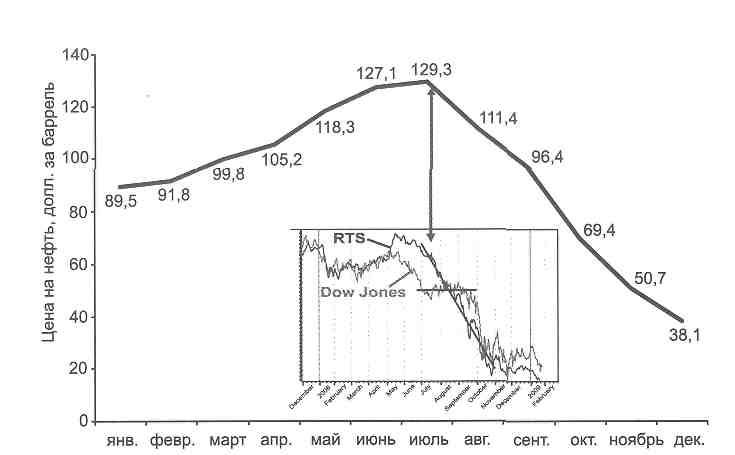 Цена на нефть, долл. за баррель
140
120
100
80
60
40
20
0
89,5
91,8
99,8
105,2
118,3
127,1
129,3
111,4
96,4
69,4
50,7
38,1
RTS
Dow Jones
December
2008
February
March
April
May
June
July
August
September
October
November
December
2009
February
янв.
февр.
март
апр.
май
июнь
июль
авг.
сент.
окт.
ноябрь
дек.